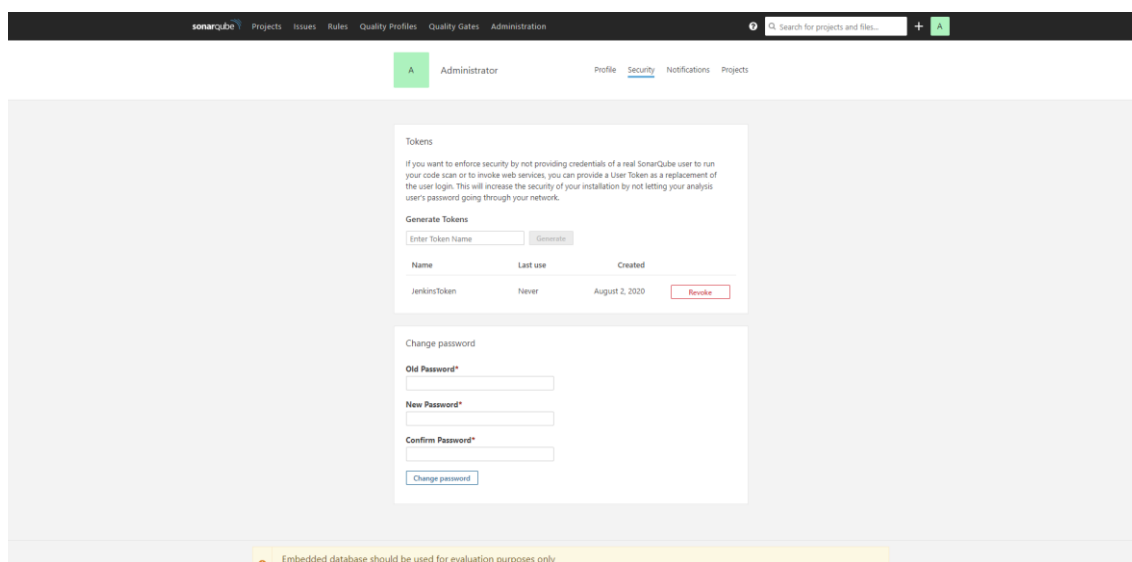 sonarqube Projects Issues Rules Quality Profiles Quality Gates Administration ? Search for projects and files... + A
A Administrator Profile Security Notifications Projects
Tokens
If you want to enforce security by not providing credentials of a real SonarQube user to run
your code scan or to invoke web services, you can provide a User Token as a replacement of
the user login. This will increase the security of your installation by not letting your analysis
user's password going through your network.
Generate Tokens
Enter Token Name Generate
Name Last use Created
JenkinsToken Never August 2, 2020 Revoke
Change password
Old Password*
New Password*
Confirm Password*
Change password
Embedded database should be used for evaluation purposes only